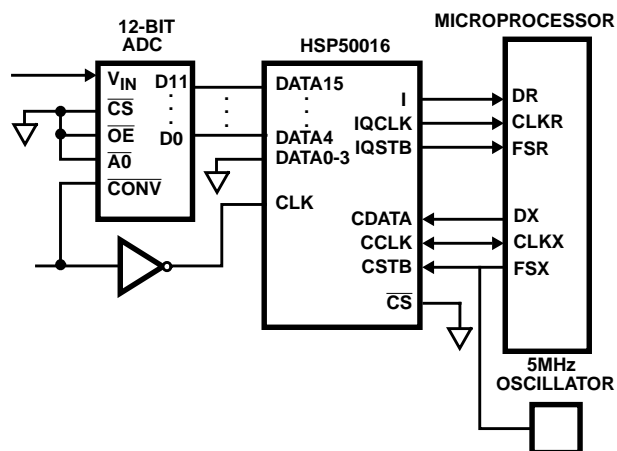 12-BIT
ADC
HSP50016
MICROPROCESSOR
VIN
CS
OE
A0
CONV
D11
D0
DATA15
DATA4
DATA0-3
CLK
I
IQCLK
IQSTB
CDATA
CCLK
CSTB
CS
DR
CLKR
FSR
DX
CLKX
FSX
5MHz
OSCILLATOR